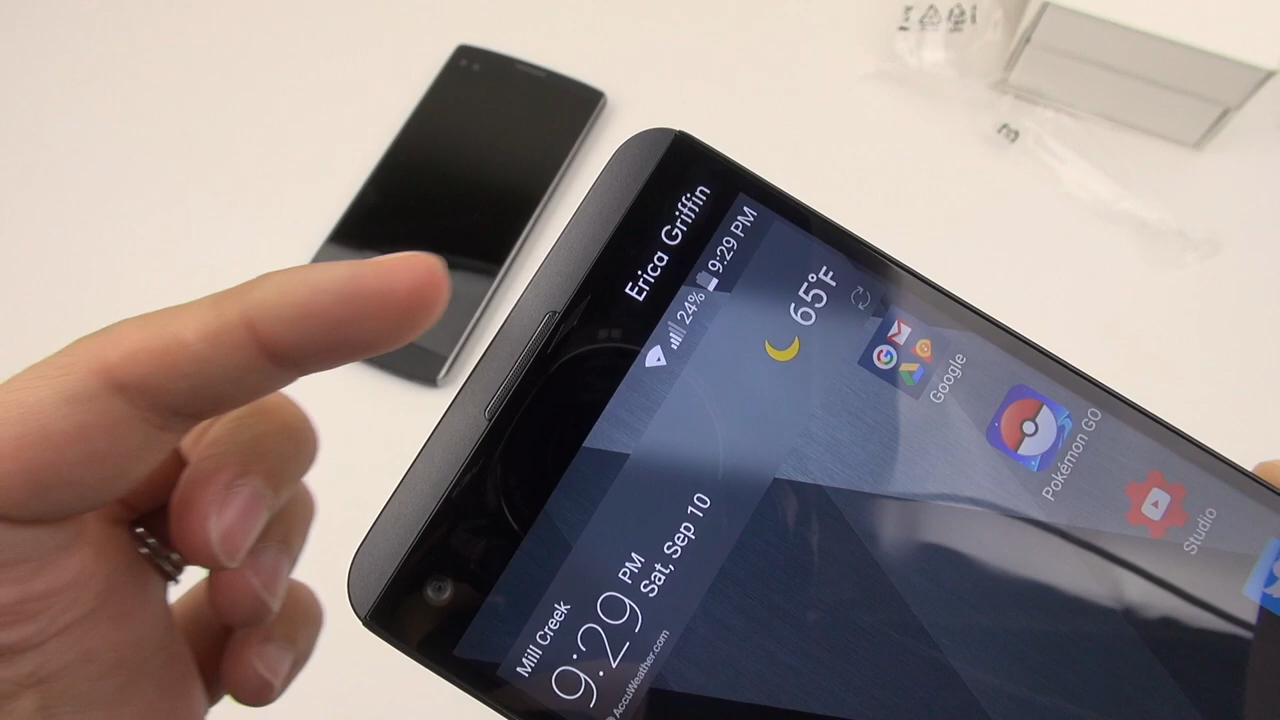 Erica Griffin
24% 9:29 PM
65°F
Mill Creek
9:29 PM
Sat, Sep 10
AccuWeather.com
Google
Pokémon GO
Studio